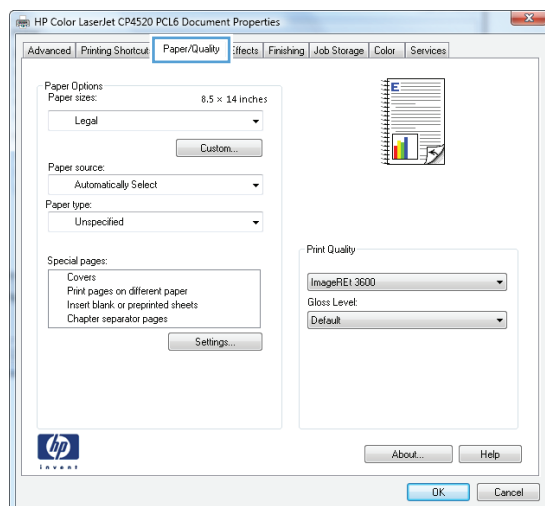 HP Color LaserJet CP4520 PCL6 Document Properties
Advanced Printing Shortcut Paper/Quality ffects Finishing Job Storage Color Services
Paper Options
Paper sizes: 8.5 × 14 inches
Legal
Custom...
Paper source:
Automatically Select
Paper type:
Unspecified
Special pages:
Covers
Print pages on different paper
Insert blank or preprinted sheets
Chapter separator pages
Settings...
E
Print Quality
ImageREt 3600
Gloss Level:
Default
hp
invent
About... Help
OK Cancel